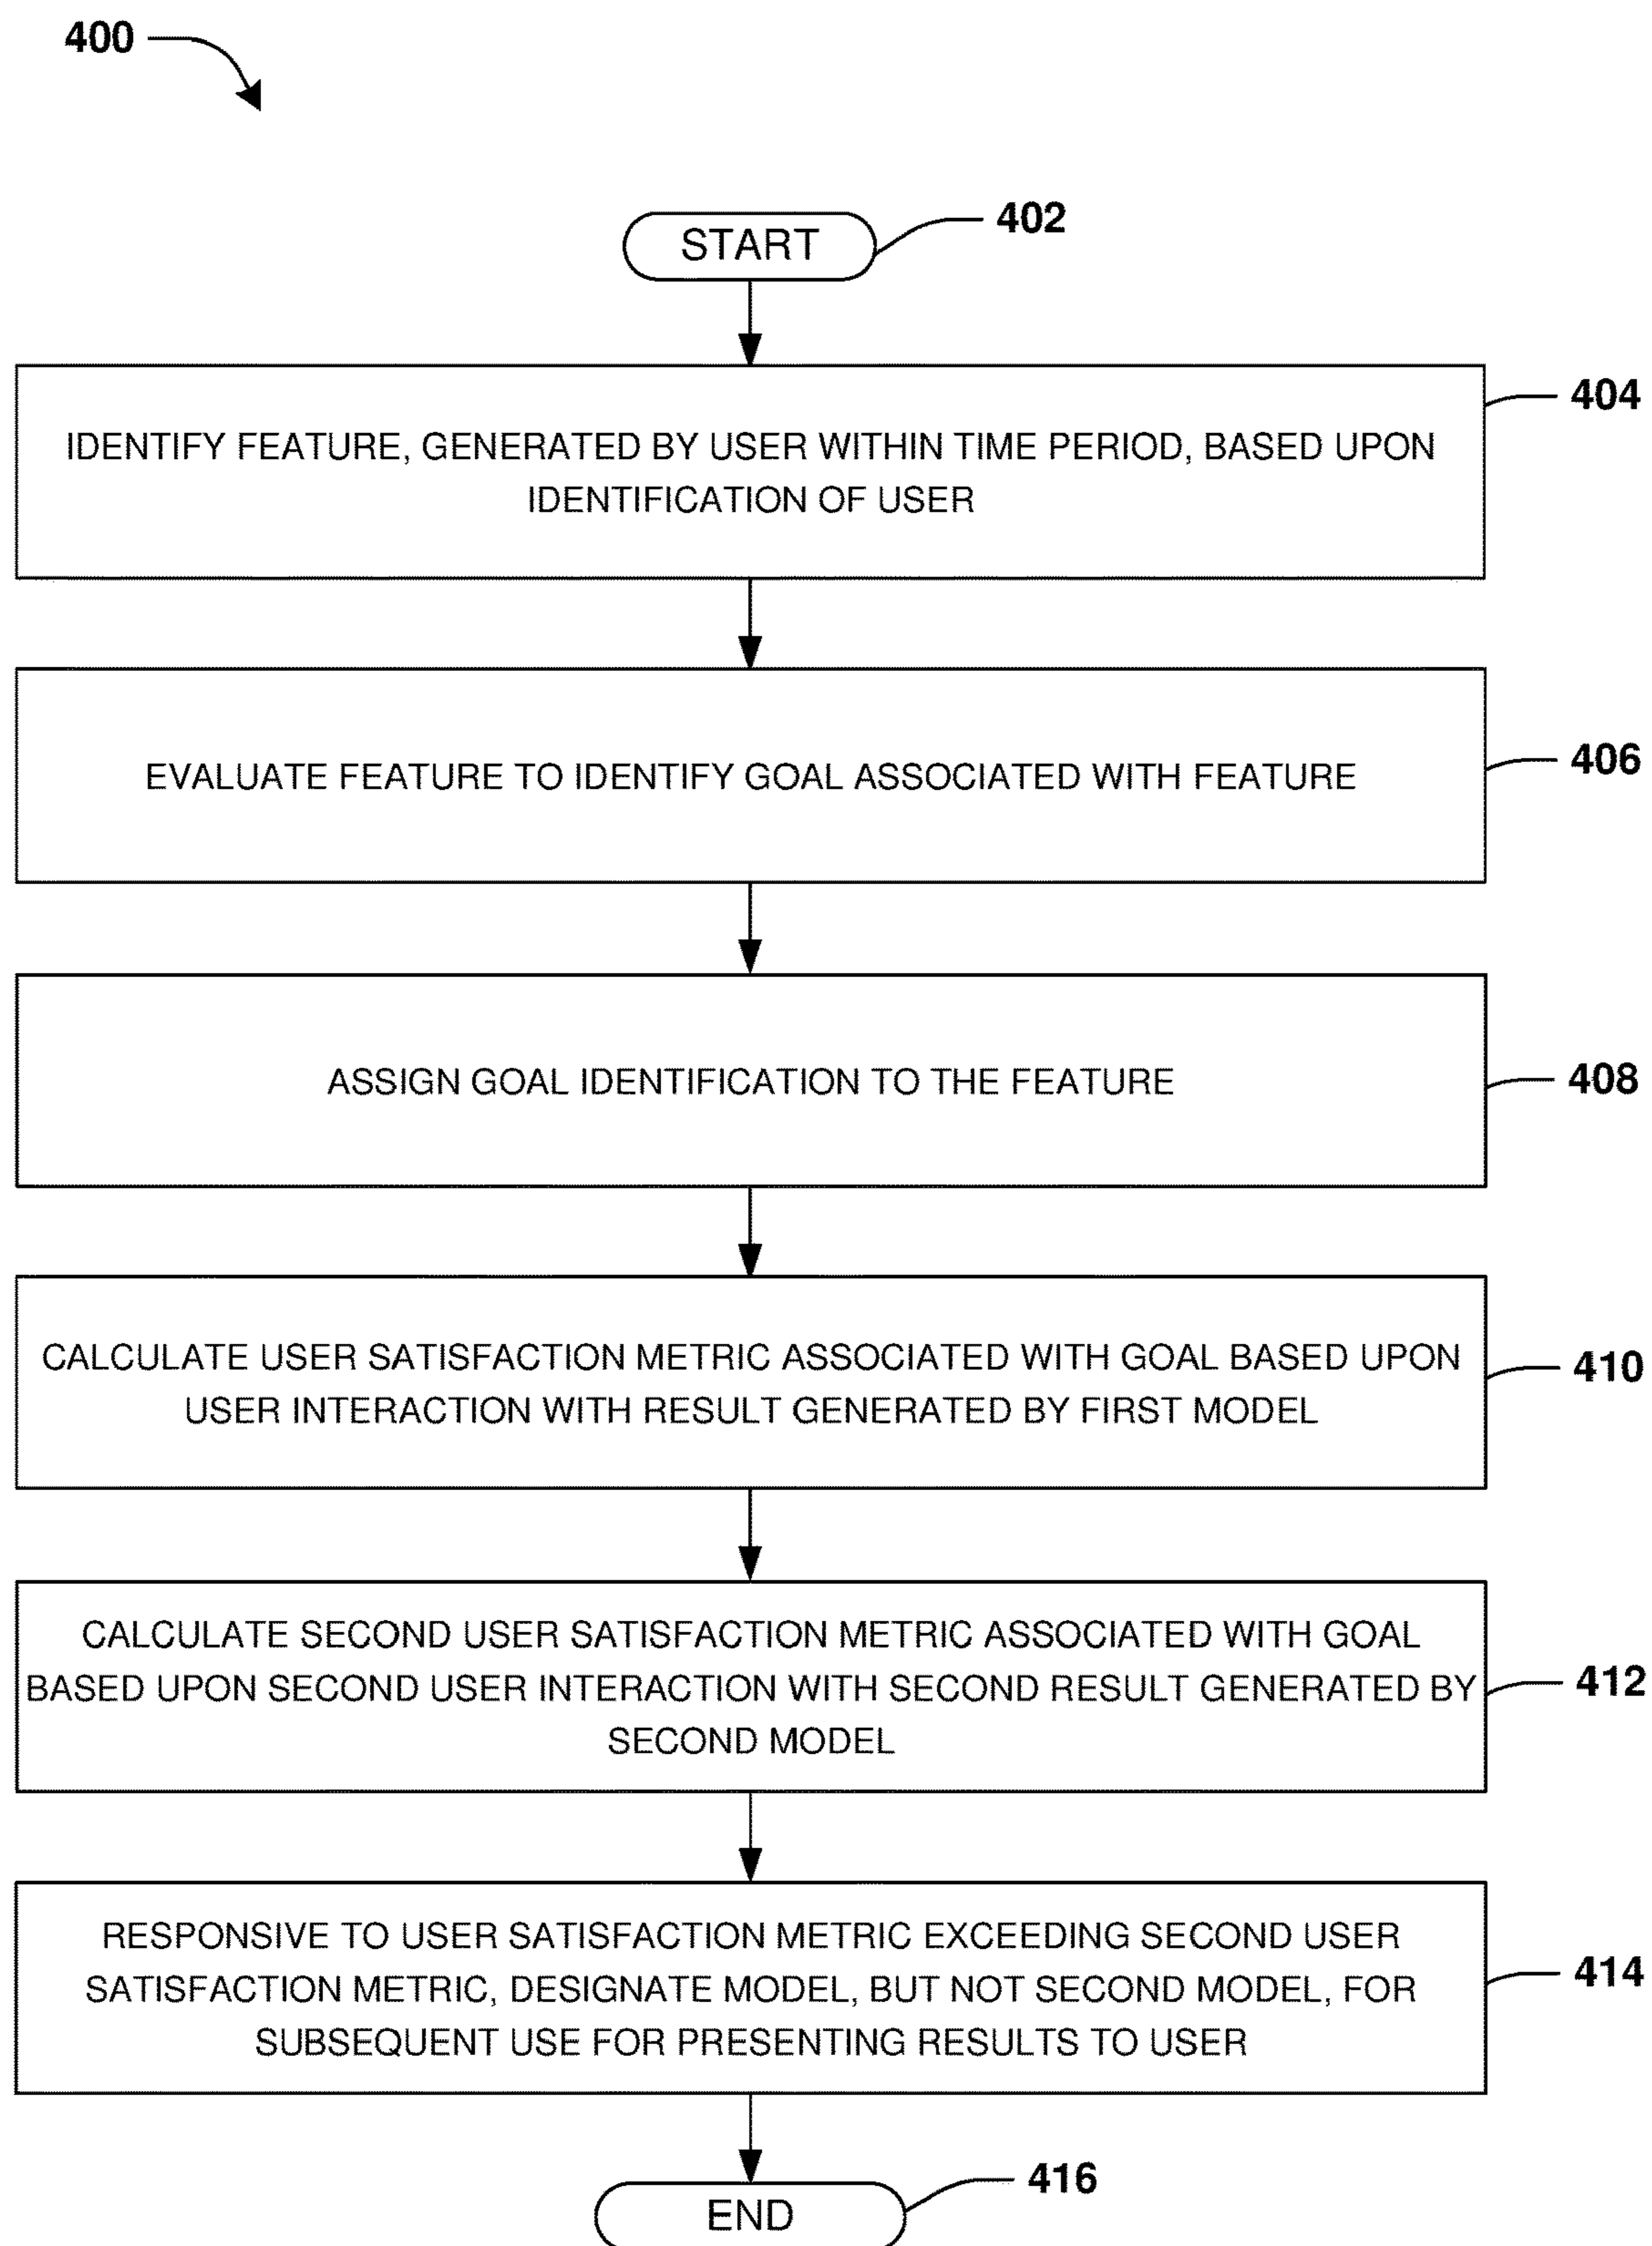 400
START
402
IDENTIFY FEATURE, GENERATED BY USER WITHIN TIME PERIOD, BASED UPON
IDENTIFICATION OF USER
404
EVALUATE FEATURE TO IDENTIFY GOAL ASSOCIATED WITH FEATURE
406
ASSIGN GOAL IDENTIFICATION TO THE FEATURE
408
CALCULATE USER SATISFACTION METRIC ASSOCIATED WITH GOAL BASED UPON
USER INTERACTION WITH RESULT GENERATED BY FIRST MODEL
410
CALCULATE SECOND USER SATISFACTION METRIC ASSOCIATED WITH GOAL
BASED UPON SECOND USER INTERACTION WITH SECOND RESULT GENERATED BY
SECOND MODEL
412
RESPONSIVE TO USER SATISFACTION METRIC EXCEEDING SECOND USER
SATISFACTION METRIC, DESIGNATE MODEL, BUT NOT SECOND MODEL, FOR
SUBSEQUENT USE FOR PRESENTING RESULTS TO USER
414
END
416